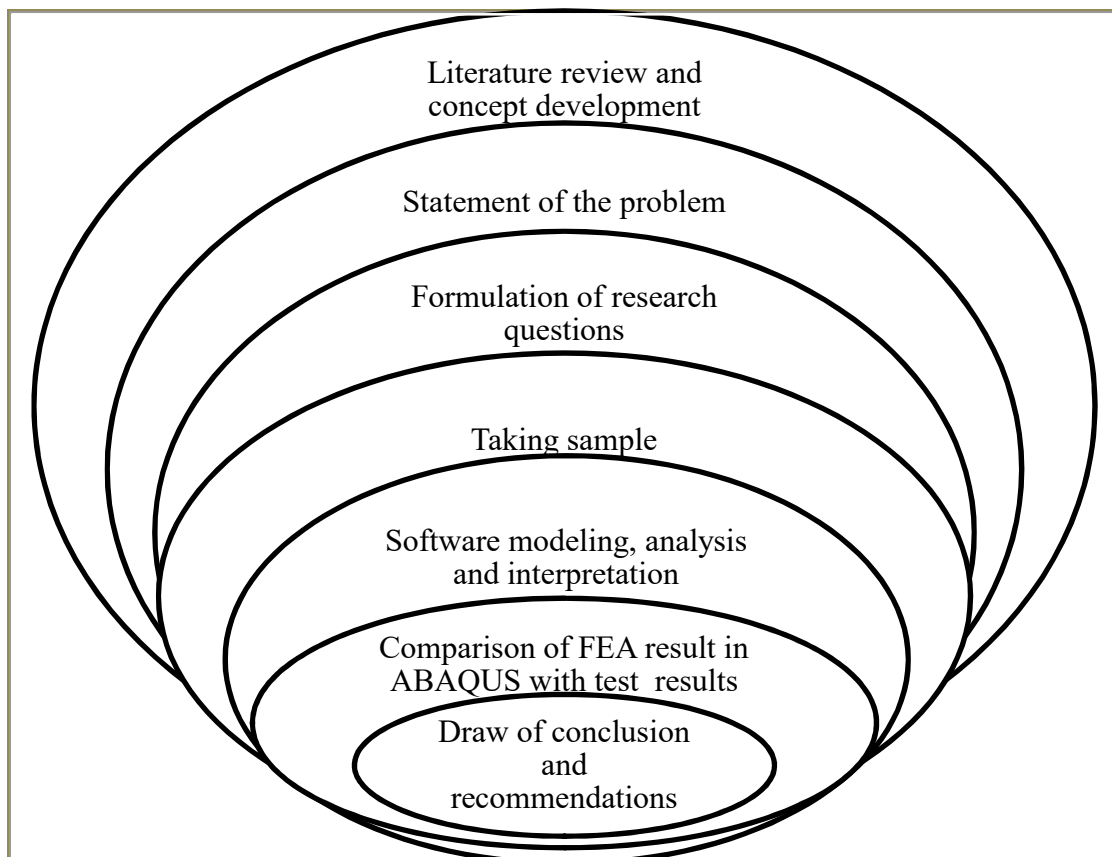 Literature review and
concept development
Statement of the problem
Formulation of research
questions
Taking sample
Software modeling, analysis
and interpretation
Comparison of FEA result in
ABAQUS with test  results
Draw of conclusion
and
recommendations